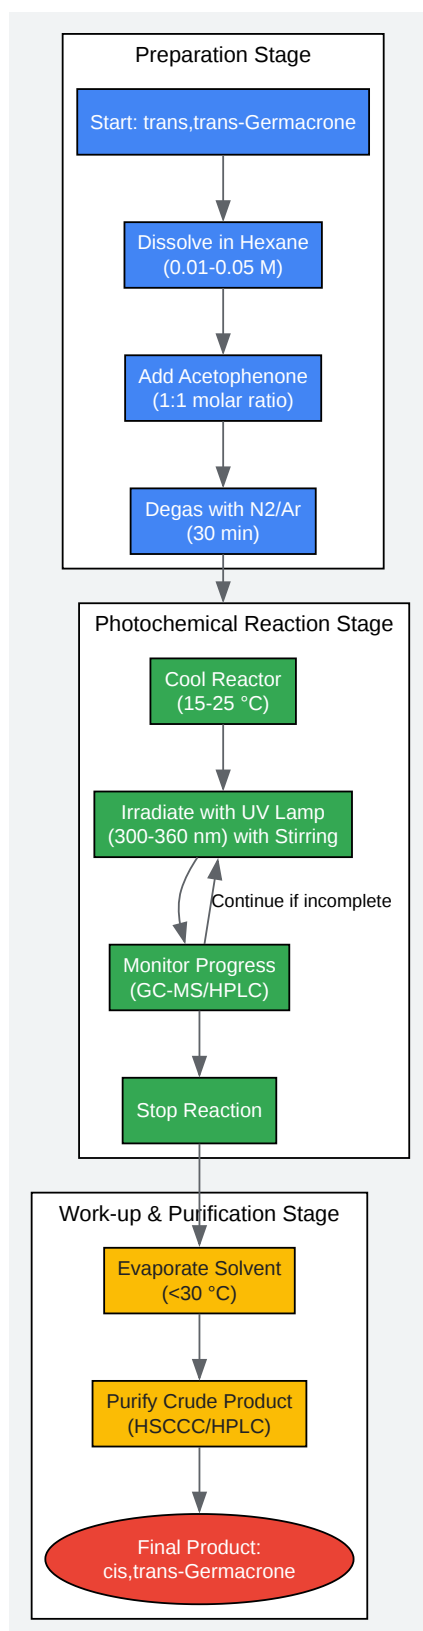 Preparation Stage
Start: trans,trans-Germacrone
Dissolve in Hexane
(0.01-0.05 M)
Add Acetophenone
(1:1 molar ratio)
Degas with N2/Ar
(30 min)
Photochemical Reaction Stage
Cool Reactor
(15-25 °C)
Irradiate with UV Lamp
(300-360 nm) with Stirring
Continue if incomplete
Monitor Progress
(GC-MS/HPLC)
Stop Reaction
Work-up & Purification Stage
Evaporate Solvent
(<30 °C)
Purify Crude Product
(HSCCC/HPLC)
Final Product:
cis,trans-Germacrone